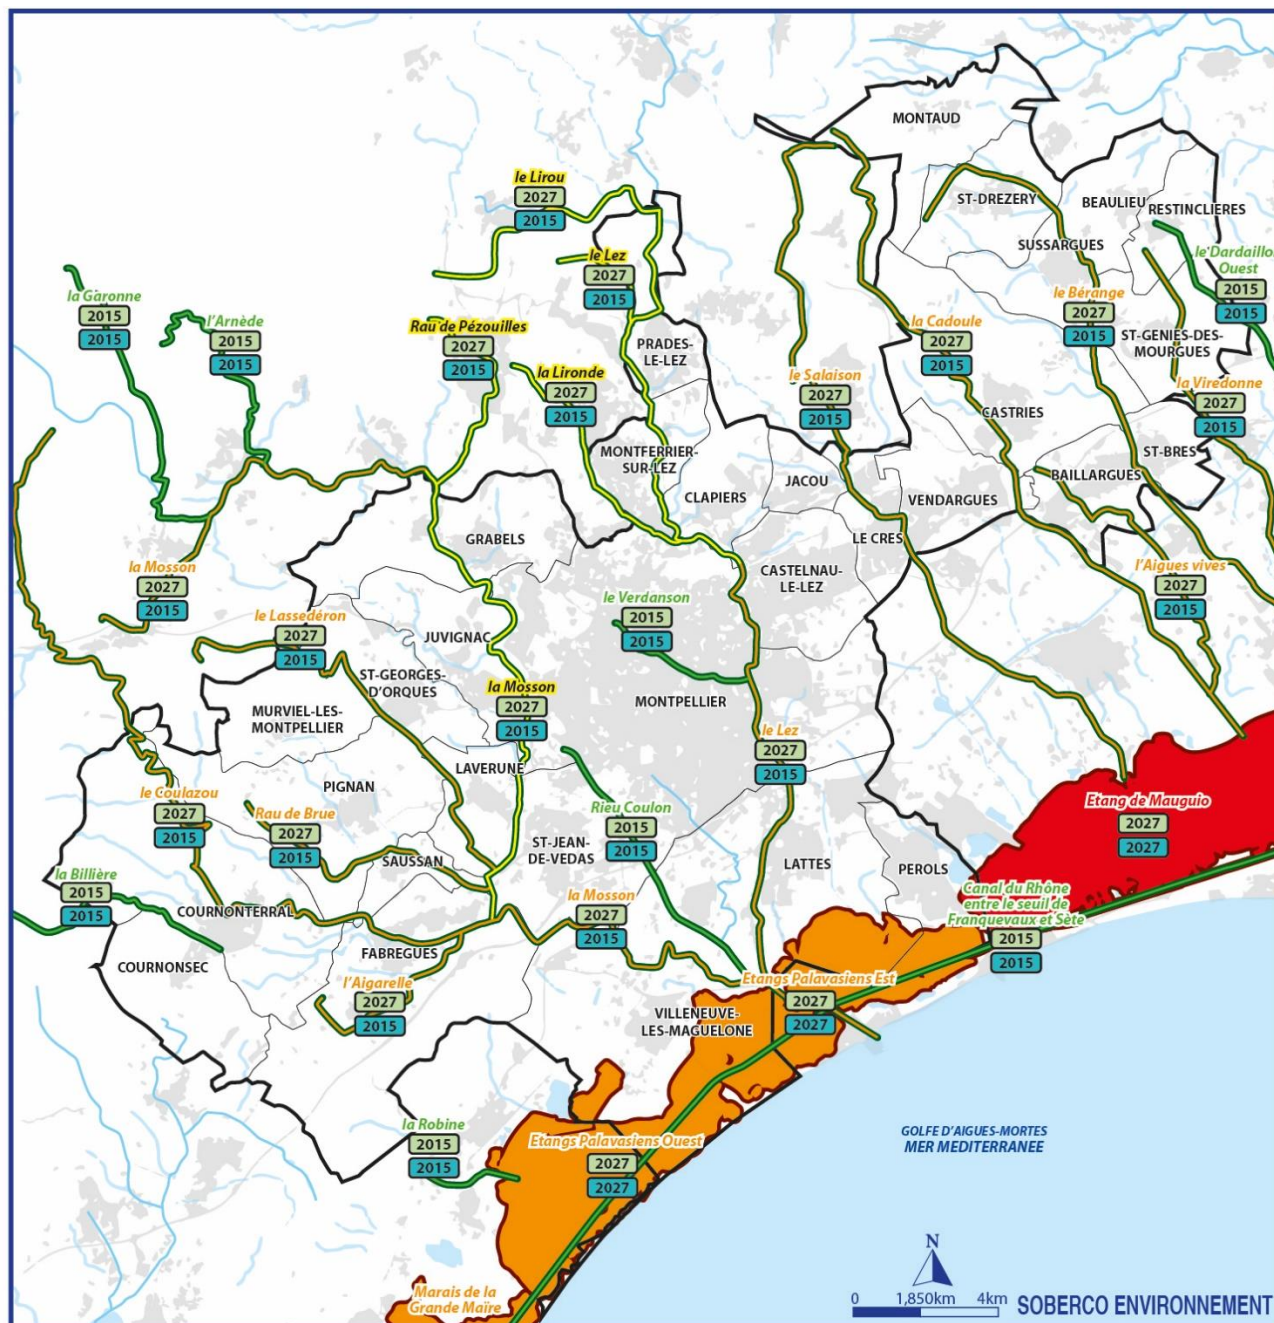 MONTAUD
le Lirou
2027
2015
ST-DREZERY
BEAULIEU
RESTINCLIERES
SUSSARGUES
le Lez
2027
2015
le Dardaillo
Ouest
2015
2015
la Garonne
2015
2015
l'Arnède
2015
2015
Rau de Pézouilles
2027
2015
le Bérange
2027
2015
la Cadoule
2027
2015
ST-GENIES-DES-
MOURGUES
PRADES-
LE-LEZ
la Lironde
2027
2015
le Salaison
2027
2015
la Viredonne
2027
2015
CASTRIES
MONTFERRIER-
SUR-LEZ
ST-BRES
BAILLARGUES
JACOU
CLAPIERS
VENDARGUES
GRABELS
LE CRES
CASTELNAU-
LE-LEZ
la Mosson
2027
2015
l'Aigues vives
2027
2015
le Lassedéron
2027
2015
le Verdanson
2015
2015
JUVIGNAC
ST-GEORGES-
D'ORQUES
la Mosson
2027
2015
MONTPELLIER
MURVIEL-LES-
MONTPELLIER
le Lez
2027
2015
LAVERUNE
PIGNAN
le Coulazou
2027
2015
Rau de Brue
2027
2015
Rieu Coulon
2015
2015
Etang de Mauguio
2027
2027
ST-JEAN-
DE-VEDAS
SAUSSAN
LATTES
PEROLS
la Billière
2015
2015
COURNONTERRAL
la Mosson
2027
2015
Canal du Rhône
entre le seuil de
Franquevaux et Sète
2015
2015
FABREGUES
COURNONSEC
l'Aigarelle
2027
2015
Etangs Palavasiens Est
2027
2027
VILLENEUVE-
LES-MAGUELONE
la Robine
2015
2015
Etangs Palavasiens Ouest
2027
2027
GOLFE D'AIGUES-MORTES
MER MEDITERRANEE
Marais de la
Grande Maïre
N
0 1,850km 4km
SOBERCO ENVIRONNEMENT